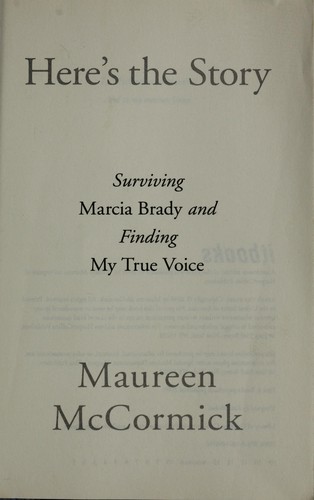 Here's the Story
Surviving
Marcia Brady and
Finding
My True Voice
Maureen
McCormick